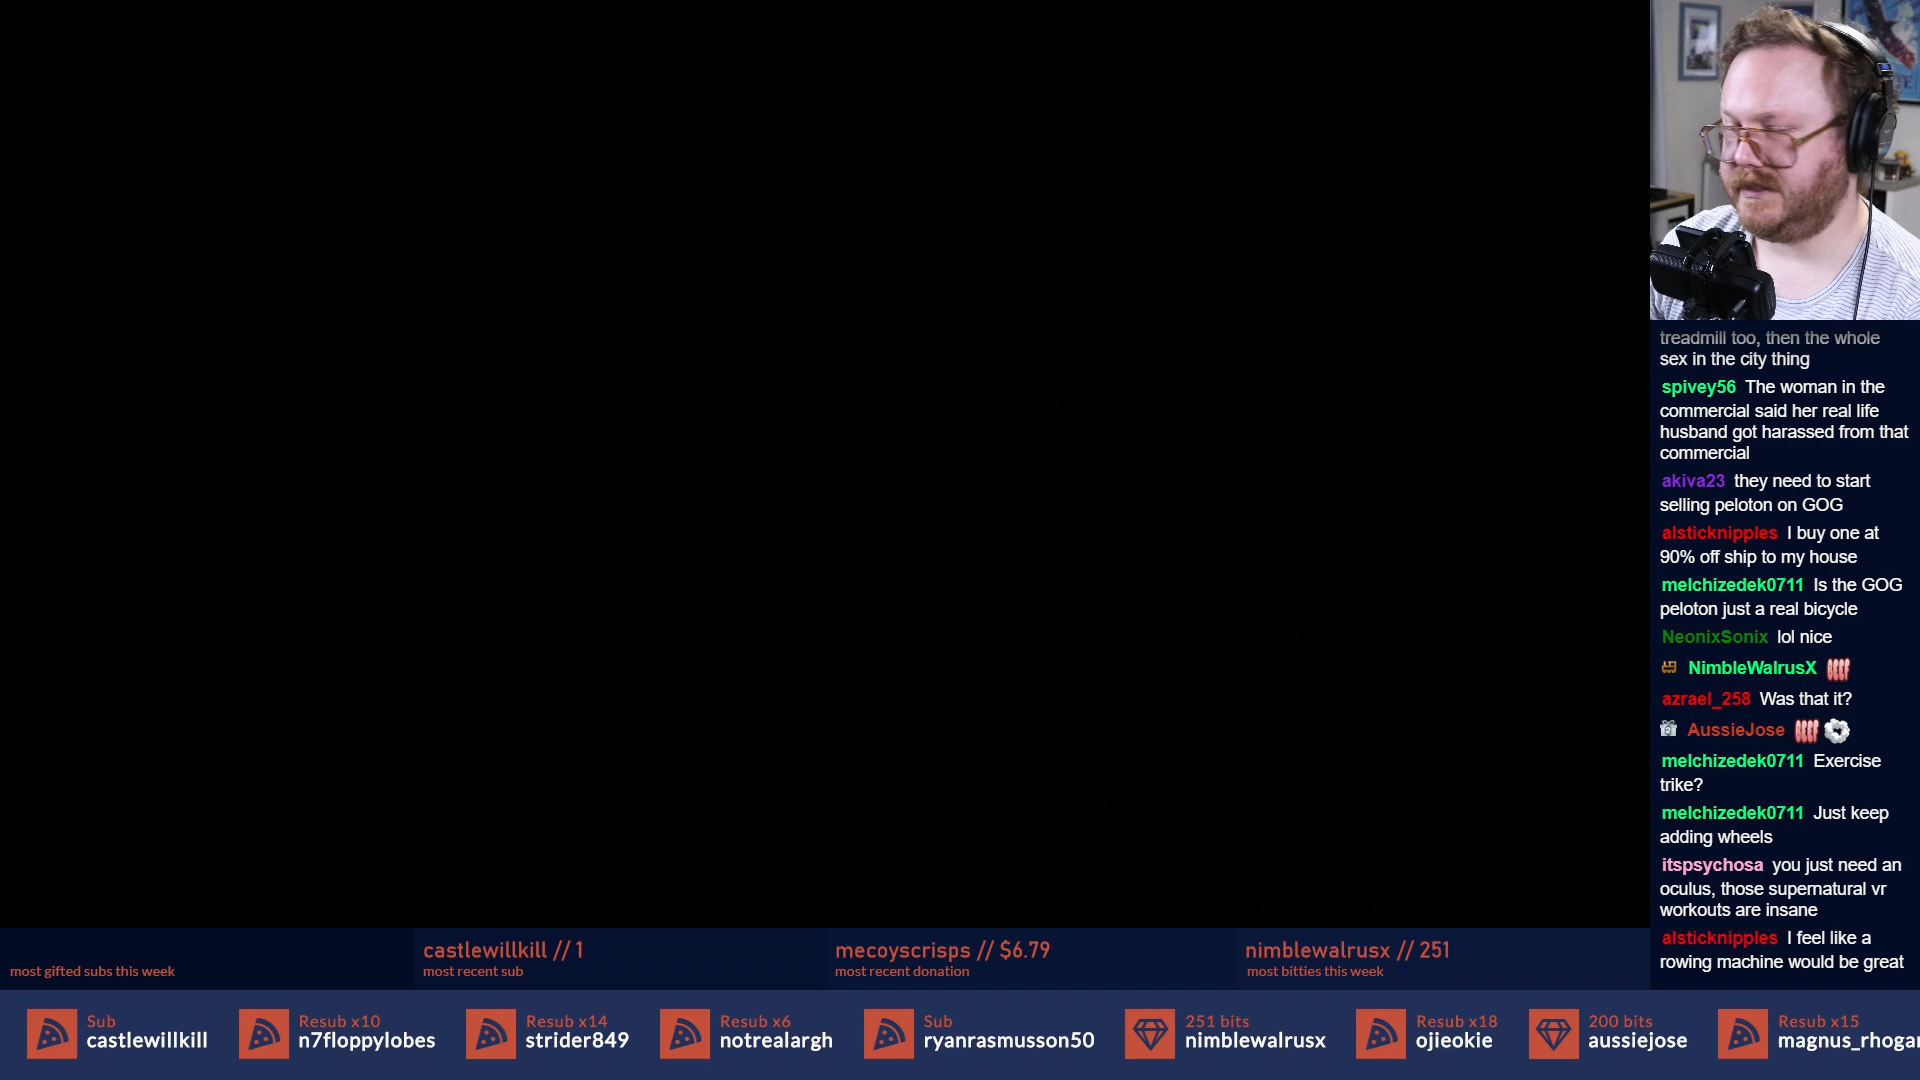 treadmill too, then the whole
sex in the city thing
spivey56 The woman in the
commercial said her real life
husband got harassed from that
commercial
akiva23 they need to start
selling peloton on GOG
alsticknipples I buy one at
90% off ship to my house
melchizedek0711 Is the GOG
peloton just a real bicycle
NeonixSonix lol nice
NimbleWalrusX
azrael_258 Was that it?
AussieJose
melchizedek0711 Exercise
trike?
melchizedek0711 Just keep
adding wheels
itspsychosa you just need an
oculus, those supernatural vr
workouts are insane
alsticknipples I feel like a
rowing machine would be great
most gifted subs this week
castlewillkill // 1
most recent sub
mecoyscrisps // $6.79
most recent donation
nimblewalrusx // 251
most bitties this week
Sub
castlewillkill
Resub x10
n7floppylobes
Resub x14
strider849
Resub x6
notrealargh
Sub
ryanrasmusson50
251 bits
nimblewalrusx
Resub x18
ojieokie
200 bits
aussiejose
Resub x15
magnus_rhogar